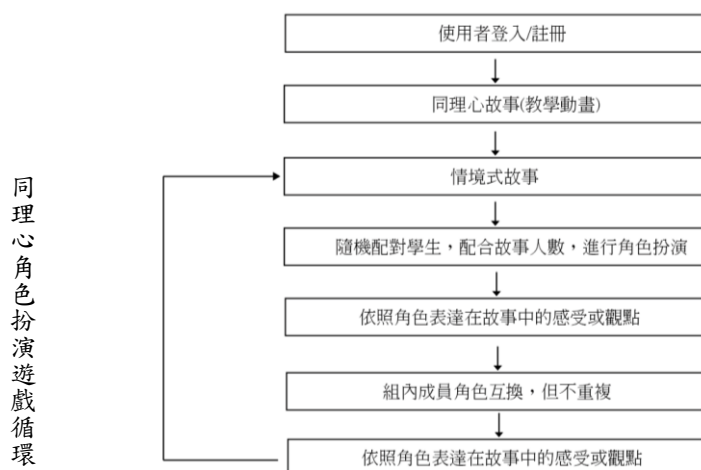 使用者登入/註冊
同理心故事(教學動畫)
情境式故事
隨機配對學生，配合故事人數，進行角色扮演
依照角色表達在故事中的感受或觀點
組內成員角色互換，但不重複
依照角色表達在故事中的感受或觀點
同理心角色扮演遊戲循環